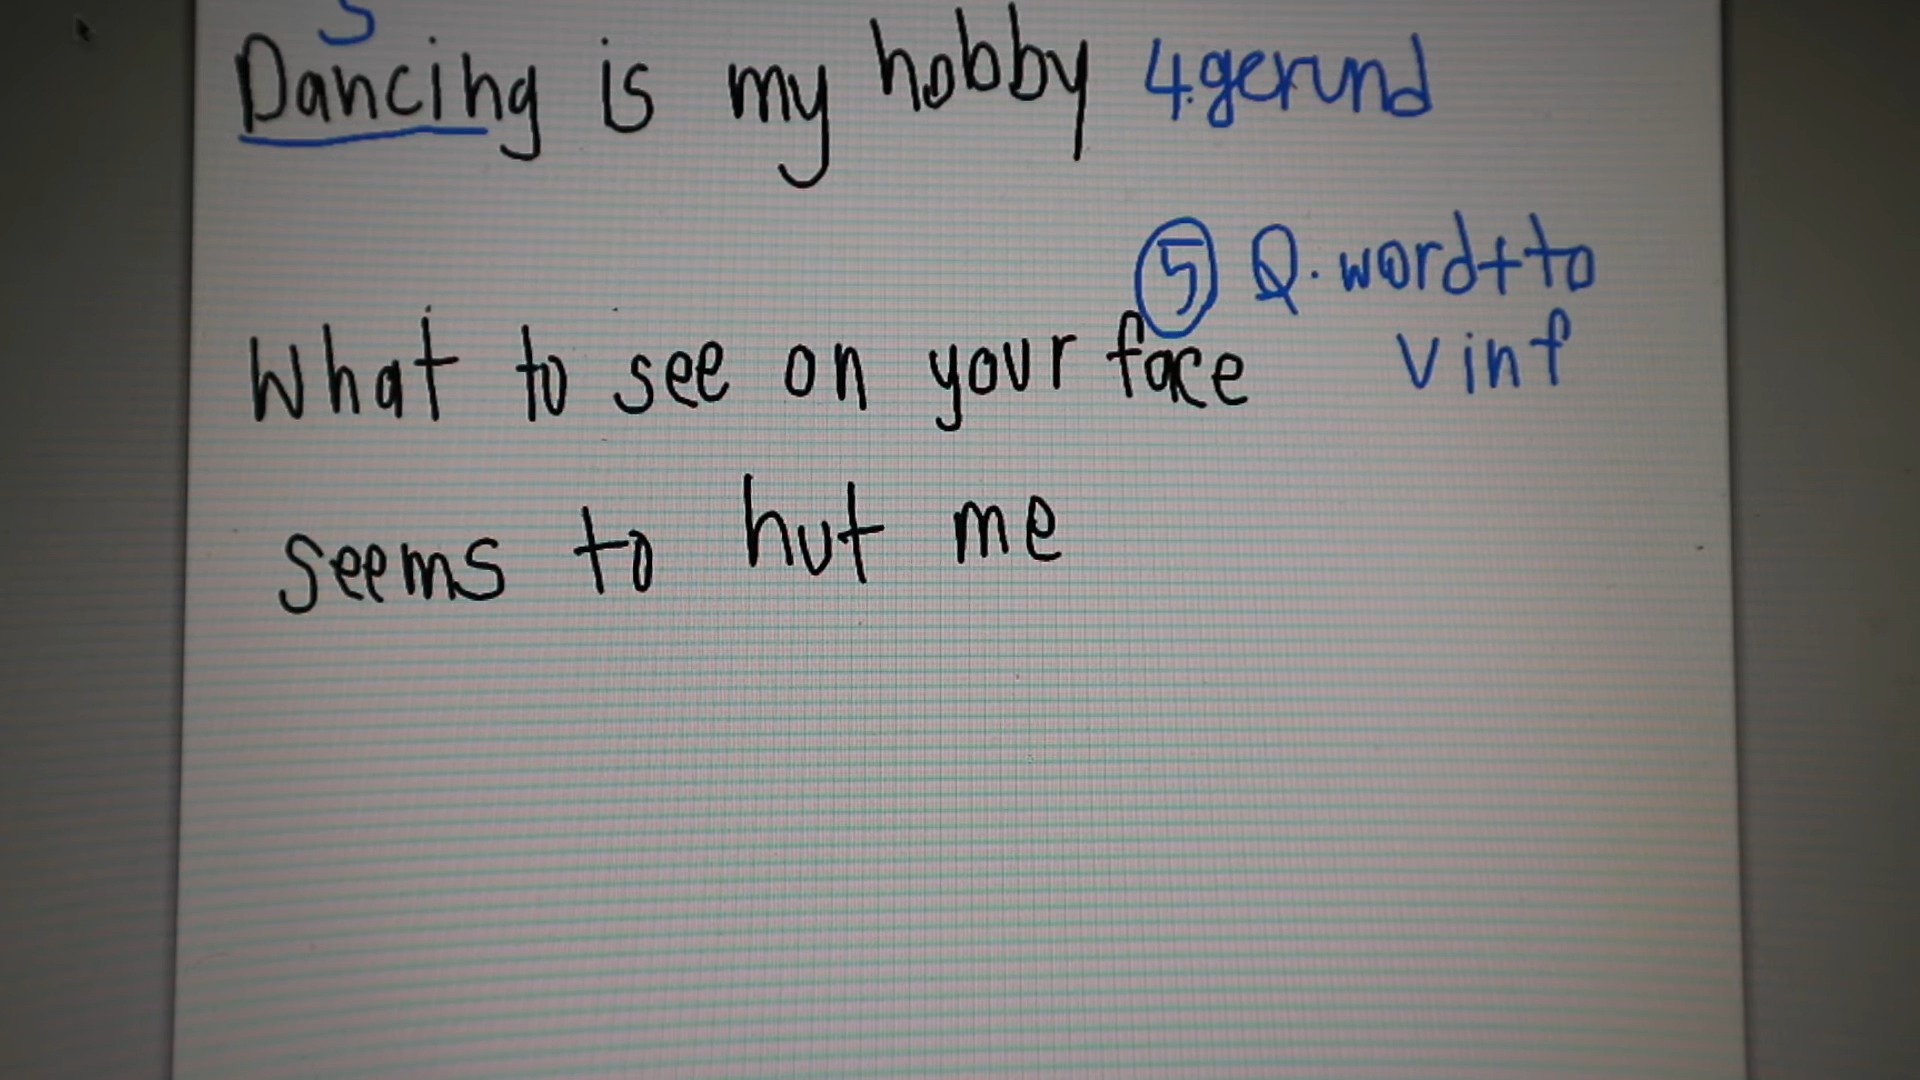 S
Dancing is my hobby 4.gerund
⑤ Q. word+to
What to see on your face v inf
seems to hut me